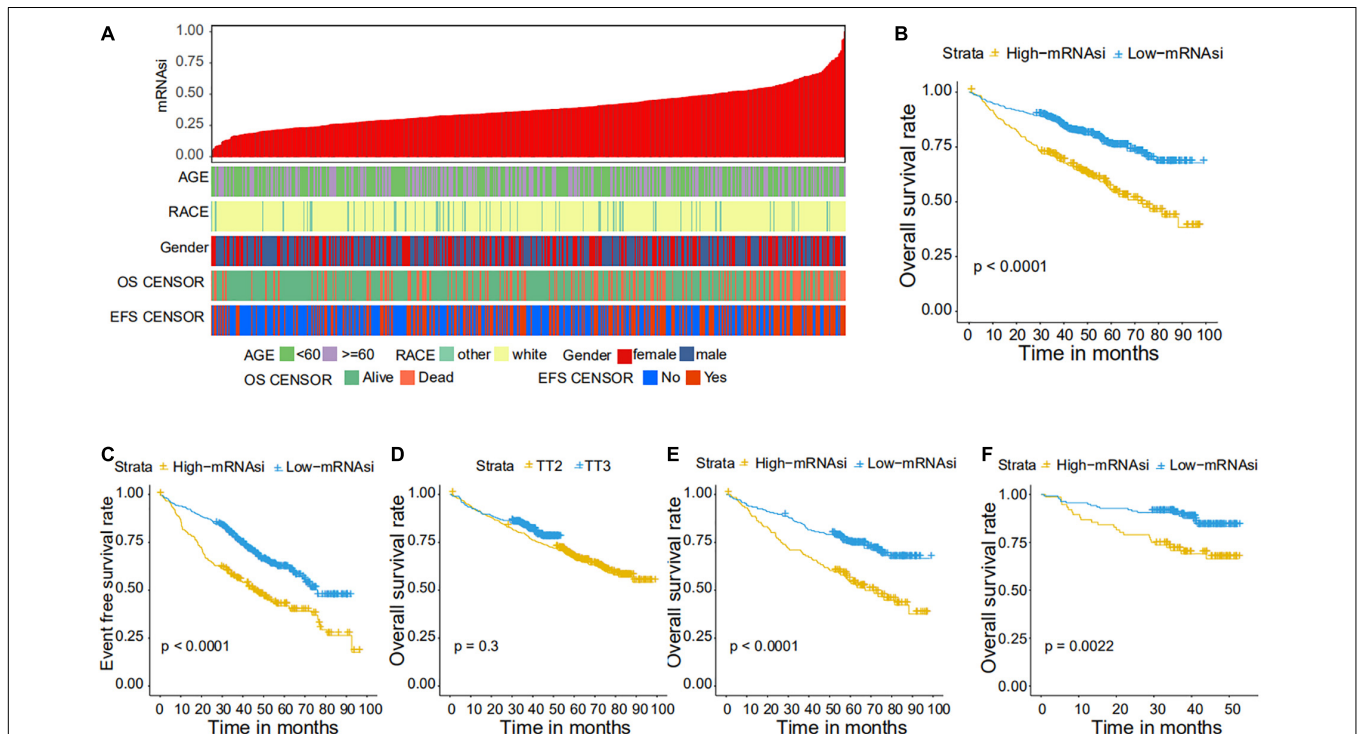 A
mRNAsi
1.00
0.75
0.50
0.25
0.00
AGE
RACE
Gender
OS CENSOR
EFS CENSOR
AGE <60 >=60 RACE other white Gender female male
OS CENSOR Alive Dead EFS CENSOR No Yes
B
Strata High−mRNAsi Low−mRNAsi
Overall survival rate
1.00
0.75
0.50
0.25
0.00
p < 0.0001
0 10 20 30 40 50 60 70 80 90 100
Time in months
C
Strata High−mRNAsi Low−mRNAsi
Event free survival rate
1.00
0.75
0.50
0.25
0.00
p < 0.0001
0 10 20 30 40 50 60 70 80 90 100
Time in months
D
Strata TT2 TT3
Overall survival rate
1.00
0.75
0.50
0.25
0.00
p = 0.3
0 10 20 30 40 50 60 70 80 90 100
Time in months
E
Strata High−mRNAsi Low−mRNAsi
Overall survival rate
1.00
0.75
0.50
0.25
0.00
p < 0.0001
0 10 20 30 40 50 60 70 80 90 100
Time in months
F
Strata High−mRNAsi Low−mRNAsi
Overall survival rate
1.00
0.75
0.50
0.25
0.00
p = 0.0022
0 10 20 30 40 50
Time in months